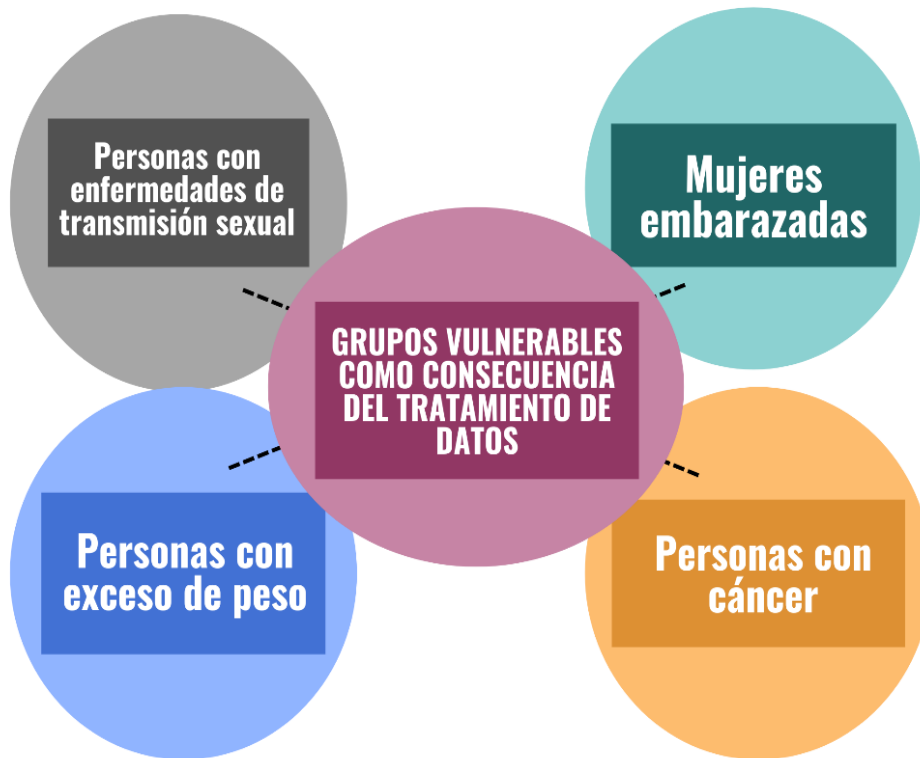 Personas con
enfermedades de
transmisión sexual
Mujeres
embarazadas
GRUPOS VULNERABLES
COMO CONSECUENCIA
DEL TRATAMIENTO DE
DATOS
Personas con
exceso de peso
Personas con
cáncer